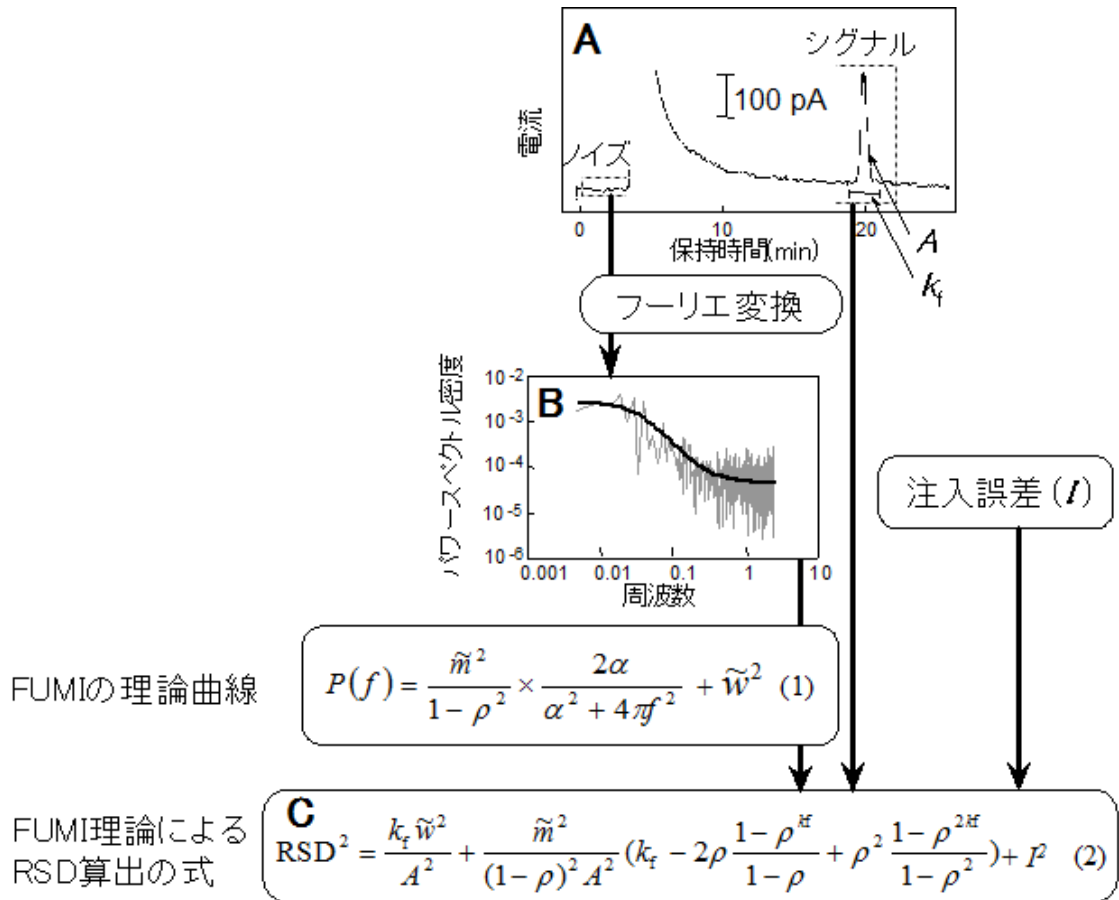 A
シグナル
100 pA
電流
ノイズ
0 10 20
保持時間(min)
A
kf
フーリエ変換
B
パワースペクトル密度
10-2
10-3
10-4
10-5
10-6
0.001 0.01 0.1 1 10
周波数
注入誤差(I)
FUMIの理論曲線
P(f) = m̃²/(1-ρ²) × 2α/(α² + 4πf²) + w̃² (1)
C
FUMI理論による
RSD算出の式
RSD² = kf w̃²/A² + m̃²/((1-ρ)² A²) (kf - 2ρ (1-ρ^kf)/(1-ρ) + ρ² (1-ρ^2kf)/(1-ρ²)) + I² (2)